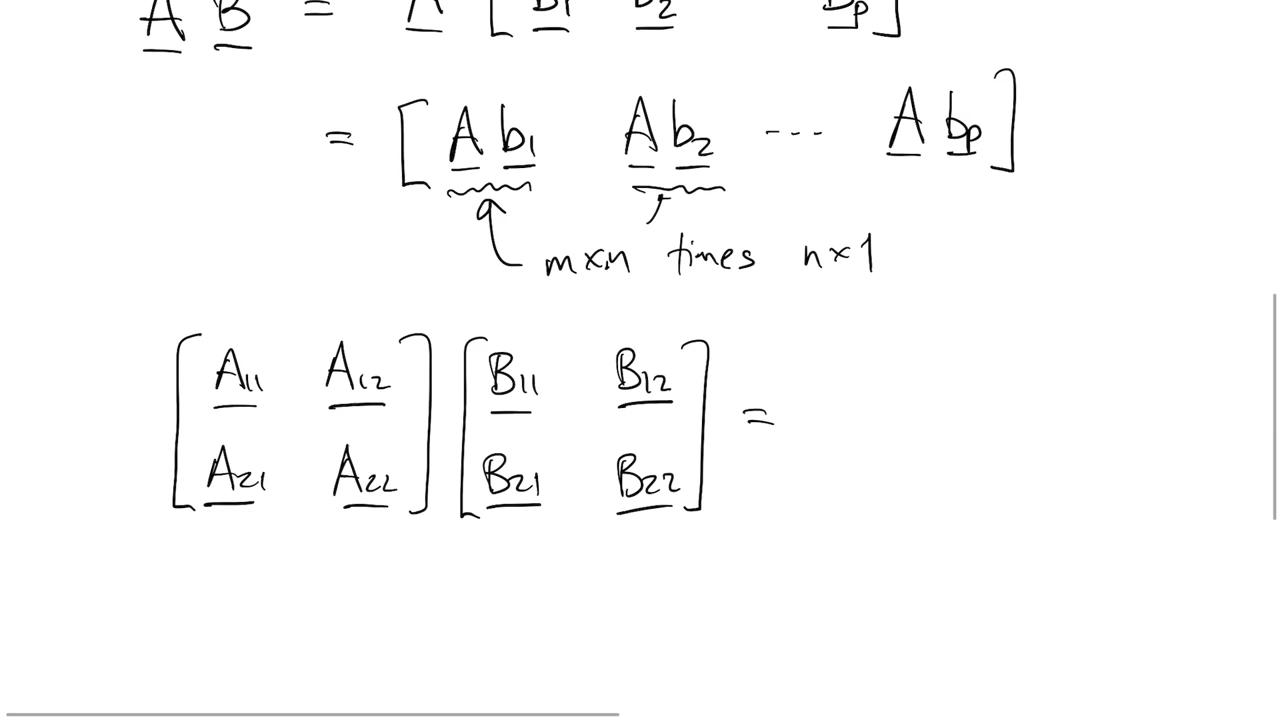 A B = A [ b1 b2 bp ]
= [ A b1 A b2 --- A bp ]
m×n times n×1
[ A11 A12 ] [ B11 B12 ] =
[ A21 A22 ] [ B21 B22 ]